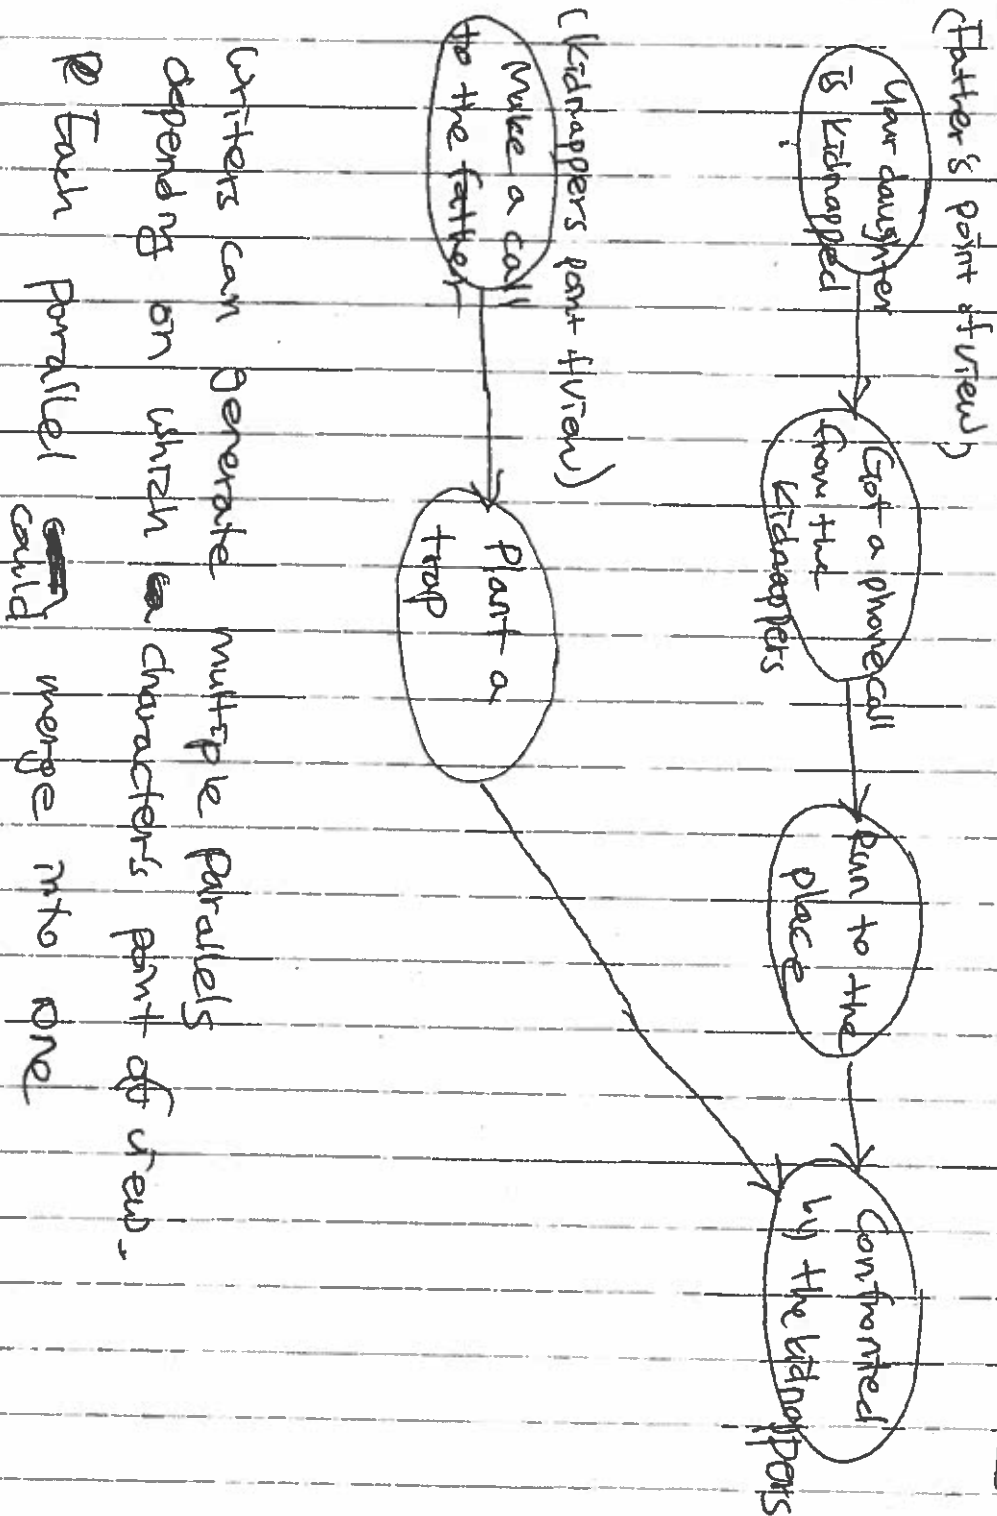 (Father's point of view)
Your daughter
is kidnapped
Got a phone call
from the
kidnappers
Run to the
place
Confronted
by the kidnappers
(kidnappers point of view)
Make a call
to the father
Plant a
trap
writers can generate multiple parallels
depending on which characters point of view.
Each parallel could merge into one